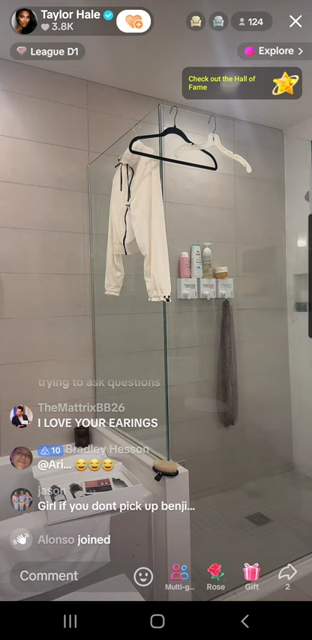 Taylor Hale
3.8K
124
League D1
Explore >
Check out the Hall of
Fame
trying to ask questions
TheMattrixBB26
I LOVE YOUR EARINGS
10 Bradley Hesson
@Ari... 😂😂😂
jason
Girl if you dont pick up benji...
Alonso joined
Comment
Multi-g...
Rose
Gift
2